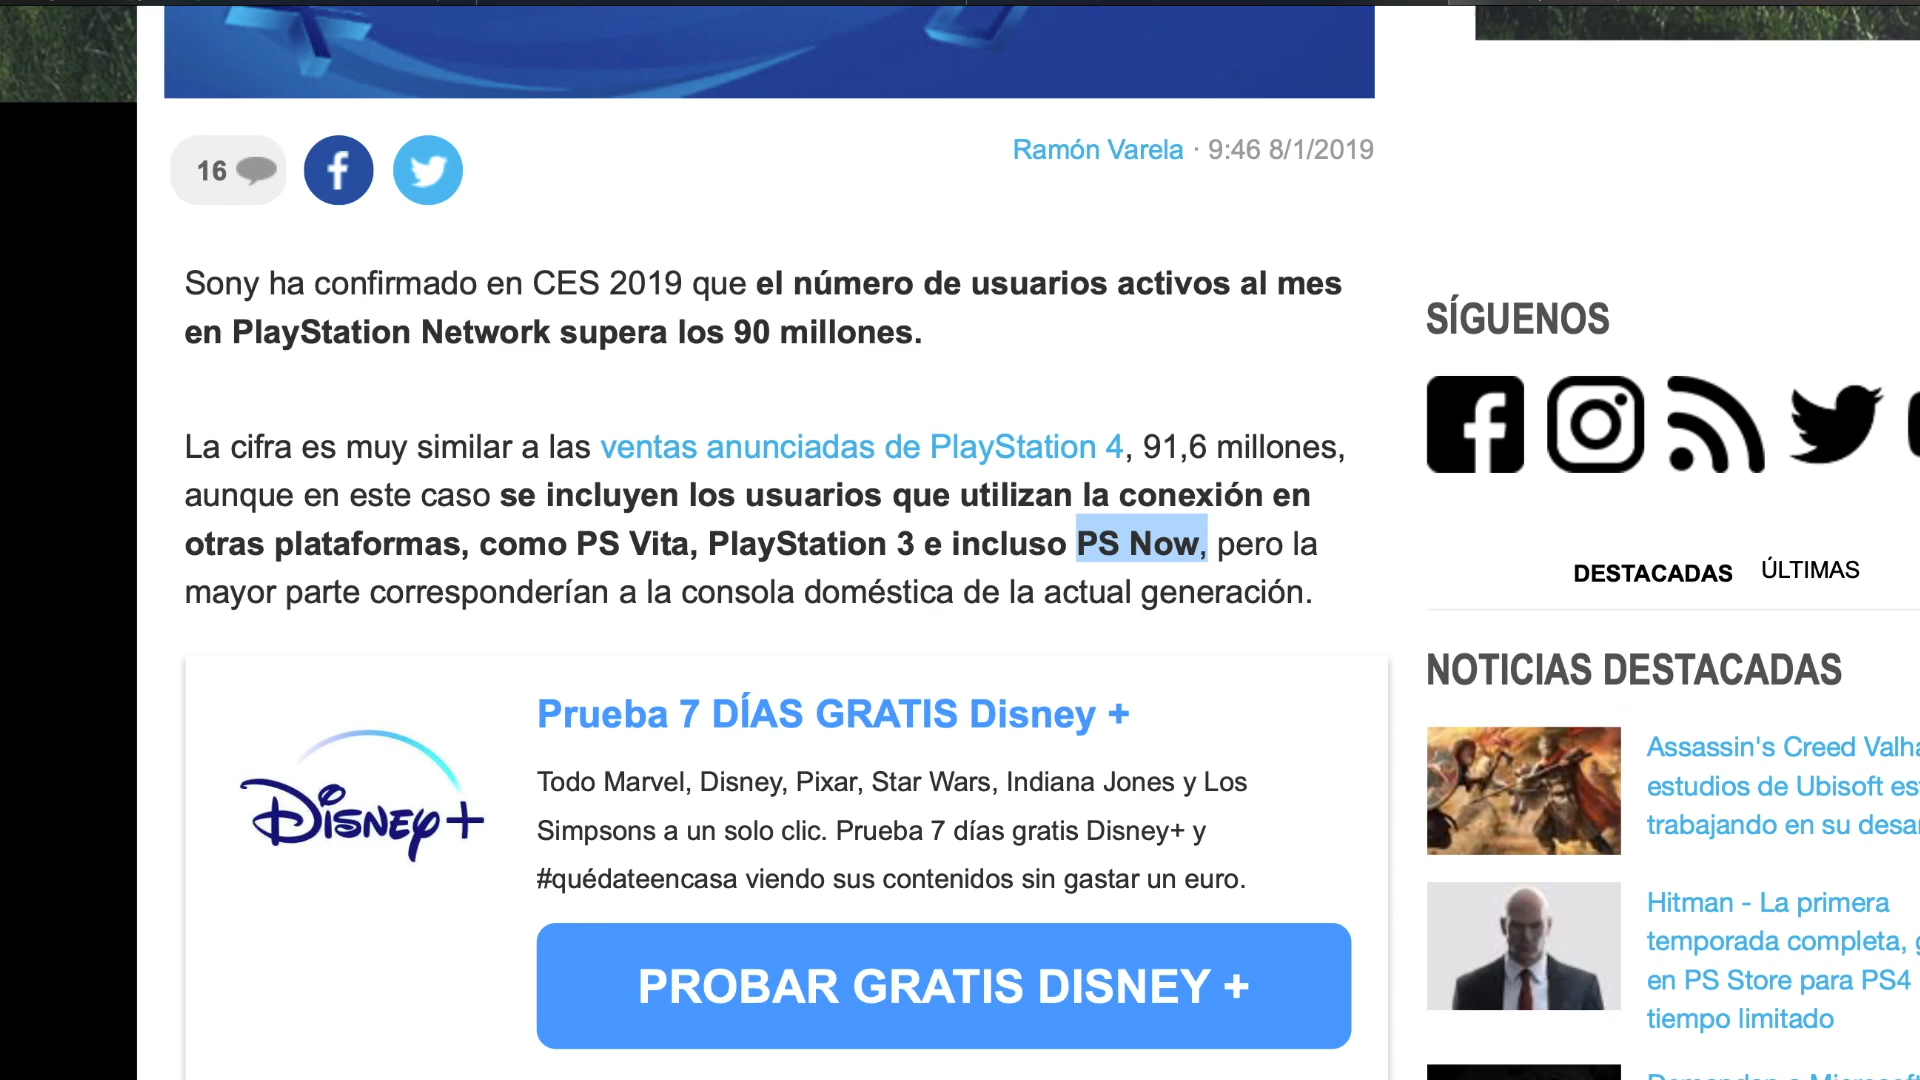 16
Ramón Varela · 9:46 8/1/2019
Sony ha confirmado en CES 2019 que el número de usuarios activos al mes
en PlayStation Network supera los 90 millones.
La cifra es muy similar a las ventas anunciadas de PlayStation 4, 91,6 millones,
aunque en este caso se incluyen los usuarios que utilizan la conexión en
otras plataformas, como PS Vita, PlayStation 3 e incluso PS Now, pero la
mayor parte corresponderían a la consola doméstica de la actual generación.
Disney+
Prueba 7 DÍAS GRATIS Disney +
Todo Marvel, Disney, Pixar, Star Wars, Indiana Jones y Los
Simpsons a un solo clic. Prueba 7 días gratis Disney+ y
#quédateencasa viendo sus contenidos sin gastar un euro.
PROBAR GRATIS DISNEY +
SÍGUENOS
DESTACADAS ÚLTIMAS
NOTICIAS DESTACADAS
Assassin's Creed
estudios de Ubisoft
trabajando en su
Hitman - La primera
temporada completa,
en PS Store para PS4
tiempo limitado